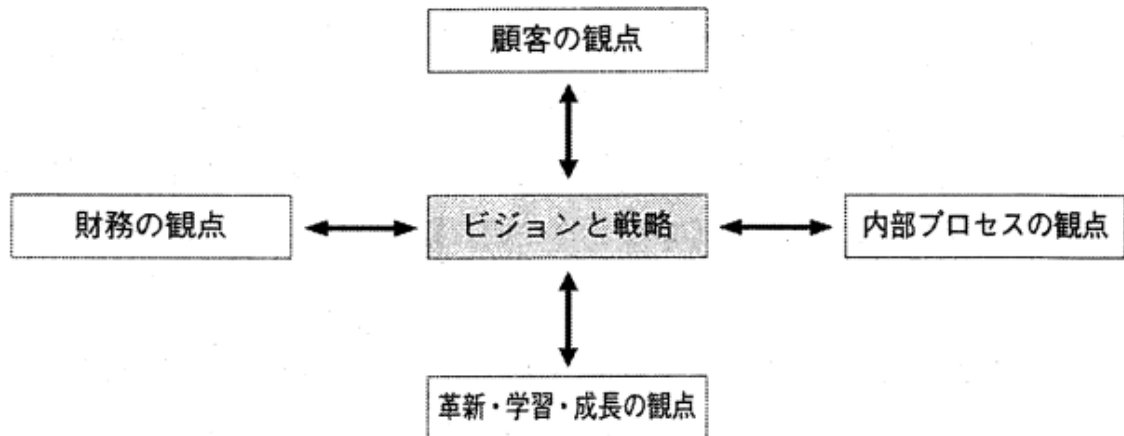 顧客の観点
財務の観点
ビジョンと戦略
内部プロセスの観点
革新・学習・成長の観点